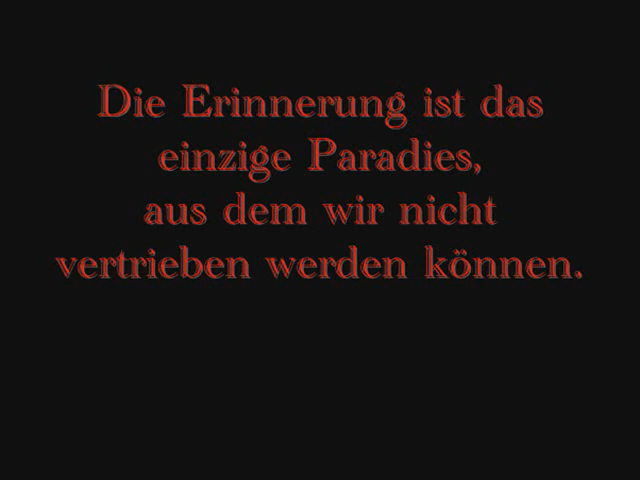 Die Erinnerung ist das
einzige Paradies,
aus dem wir nicht
vertrieben werden können.